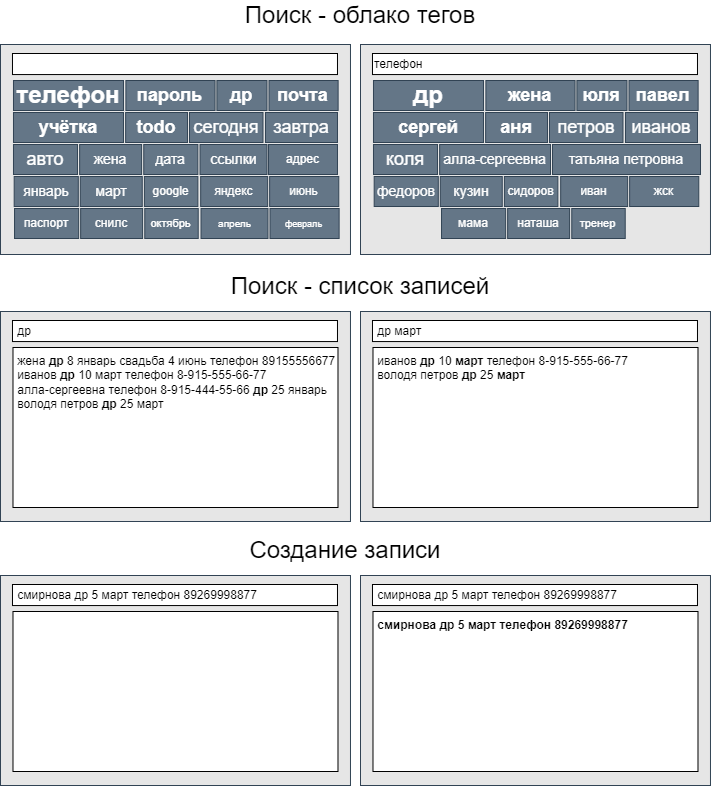 Поиск - облако тегов
телефон пароль др почта
учётка todo сегодня завтра
авто жена дата ссылки адрес
январь март google яндекс июнь
паспорт снилс октябрь апрель февраль
телефон
др жена юля павел
сергей аня петров иванов
коля алла-сергеевна татьяна петровна
федоров кузин сидоров иван жск
мама наташа тренер
Поиск - список записей
др
жена др 8 январь свадьба 4 июнь телефон 89155556677
иванов др 10 март телефон 8-915-555-66-77
алла-сергеевна телефон 8-915-444-55-66 др 25 январь
володя петров др 25 март
др март
иванов др 10 март телефон 8-915-555-66-77
володя петров др 25 март
Создание записи
смирнова др 5 март телефон 89269998877
смирнова др 5 март телефон 89269998877
смирнова др 5 март телефон 89269998877